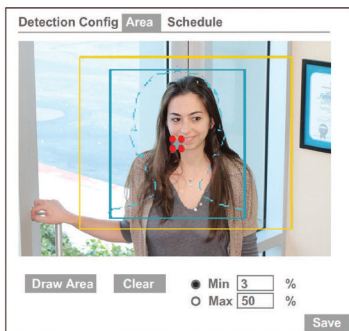 Detection Config Area Schedule
Draw Area Clear Min 3 %
Max 50 %
Save